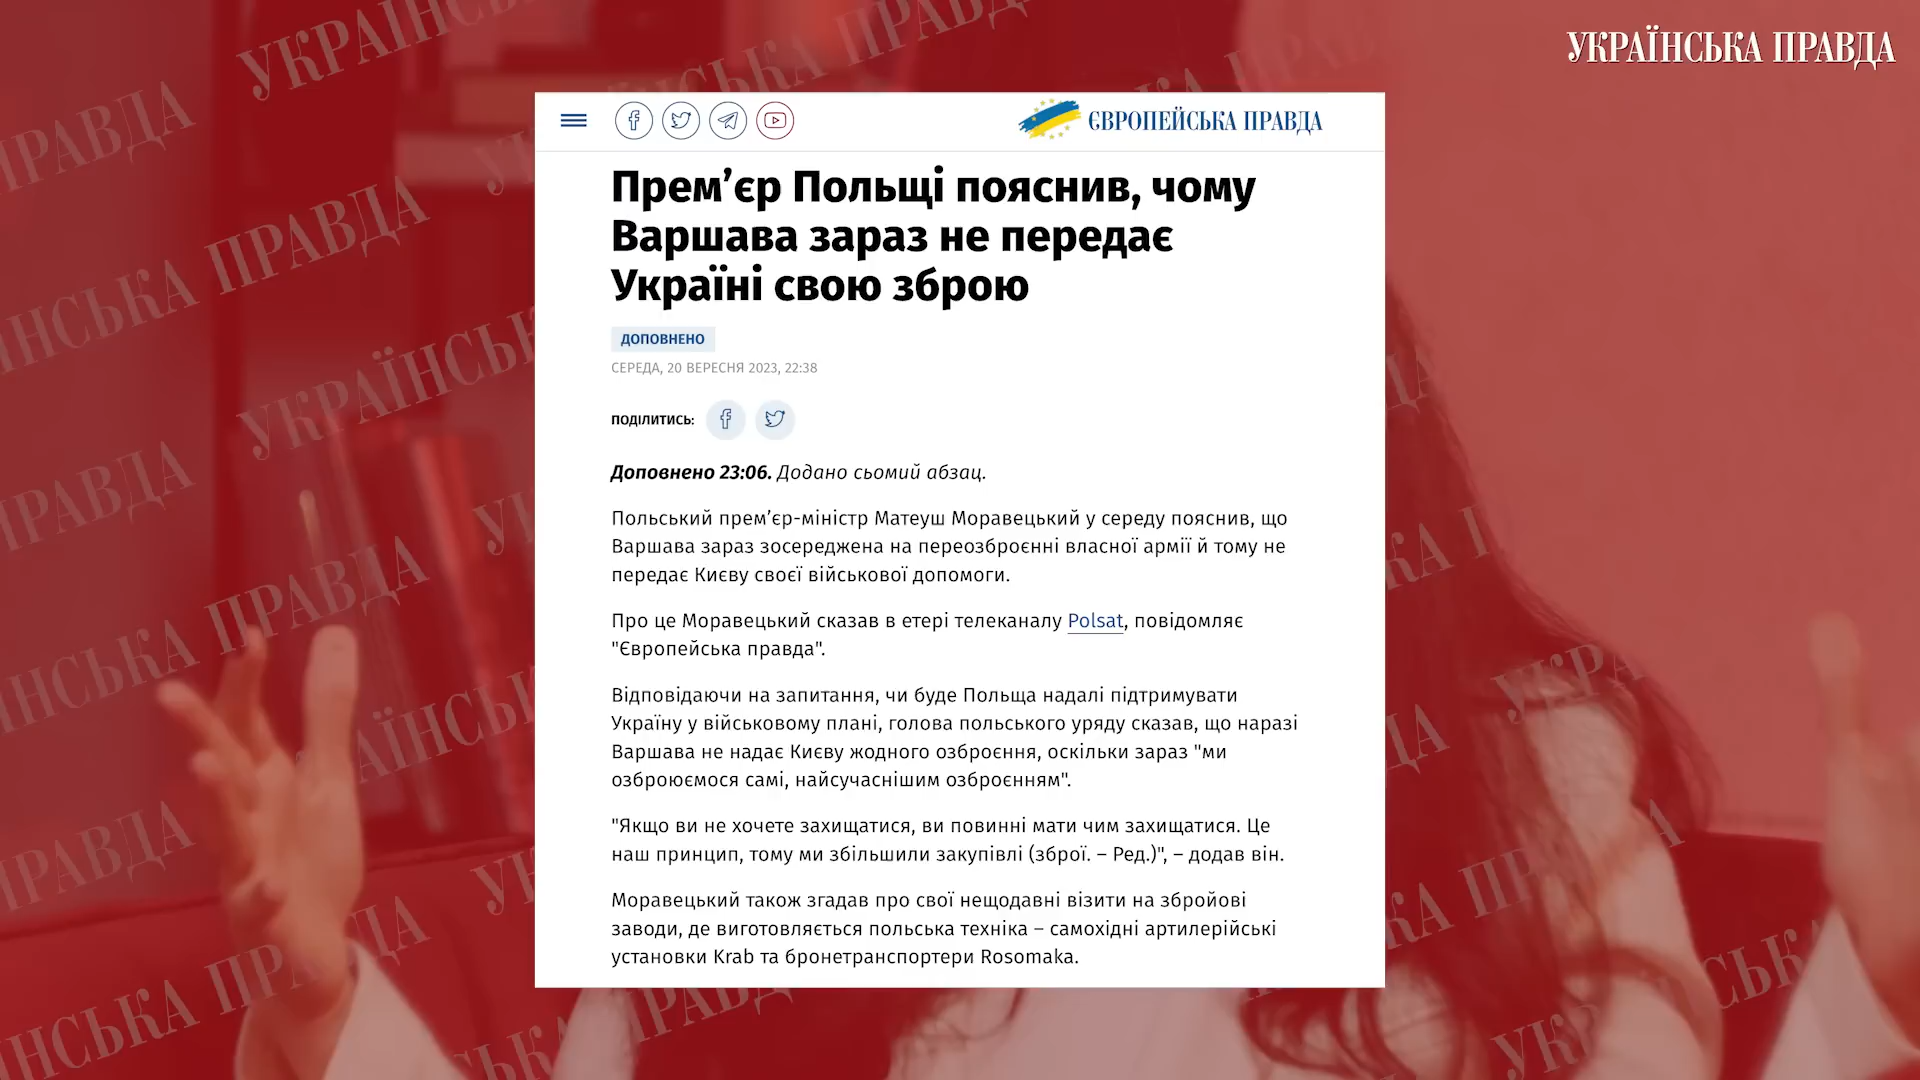 УКРАЇНСЬКА ПРАВДА
ЄВРОПЕЙСЬКА ПРАВДА
Прем’єр Польщі пояснив, чому
Варшава зараз не передає
Україні свою зброю
ДОПОВНЕНО
СЕРЕДА, 20 ВЕРЕСНЯ 2023, 22:38
ПОДІЛИТИСЬ:
Доповнено 23:06. Додано сьомий абзац.
Польський прем’єр-міністр Матеуш Моравецький у середу пояснив, що
Варшава зараз зосереджена на переозброєнні власної армії й тому не
передає Києву своєї військової допомоги.
Про це Моравецький сказав в етері телеканалу Polsat, повідомляє
"Європейська правда".
Відповідаючи на запитання, чи буде Польща надалі підтримувати
Україну у військовому плані, голова польського уряду сказав, що наразі
Варшава не надає Києву жодного озброєння, оскільки зараз "ми
озброюємося самі, найсучаснішим озброєнням".
"Якщо ви не хочете захищатися, ви повинні мати чим захищатися. Це
наш принцип, тому ми збільшили закупівлі (зброї. – Ред.)", – додав він.
Моравецький також згадав про свої нещодавні візити на збройові
заводи, де виготовляється польська техніка – самохідні артилерійські
установки Krab та бронетранспортери Rosomaka.